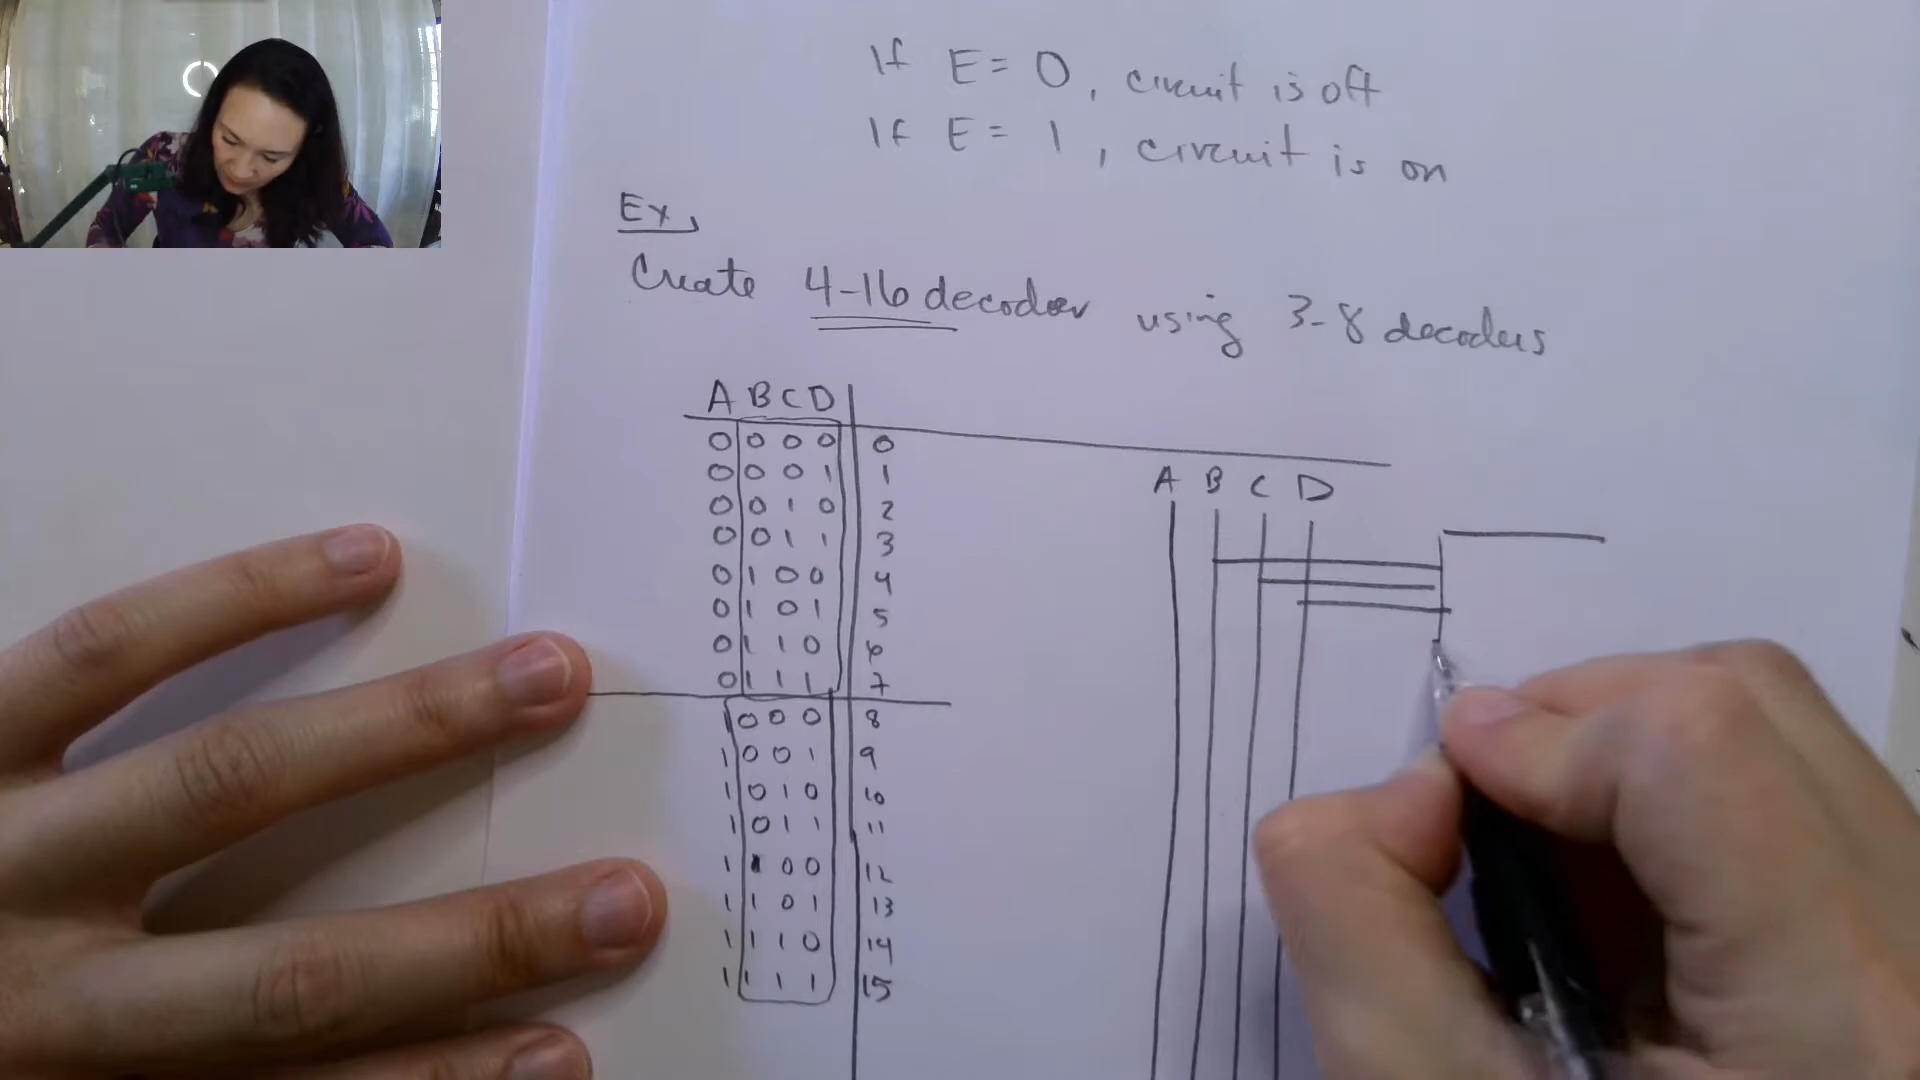 If E = 0, circuit is off
If E = 1, circuit is on
Ex,
Create 4-16 decoder using 3-8 decoders
A B C D
0 0 0 0 0
0 0 0 1 1
0 0 1 0 2
0 0 1 1 3
0 1 0 0 4
0 1 0 1 5
0 1 1 0 6
0 1 1 1 7
1 0 0 0 8
1 0 0 1 9
1 0 1 0 10
1 0 1 1 11
1 1 0 0 12
1 1 0 1 13
1 1 1 0 14
1 1 1 1 15
A B C D